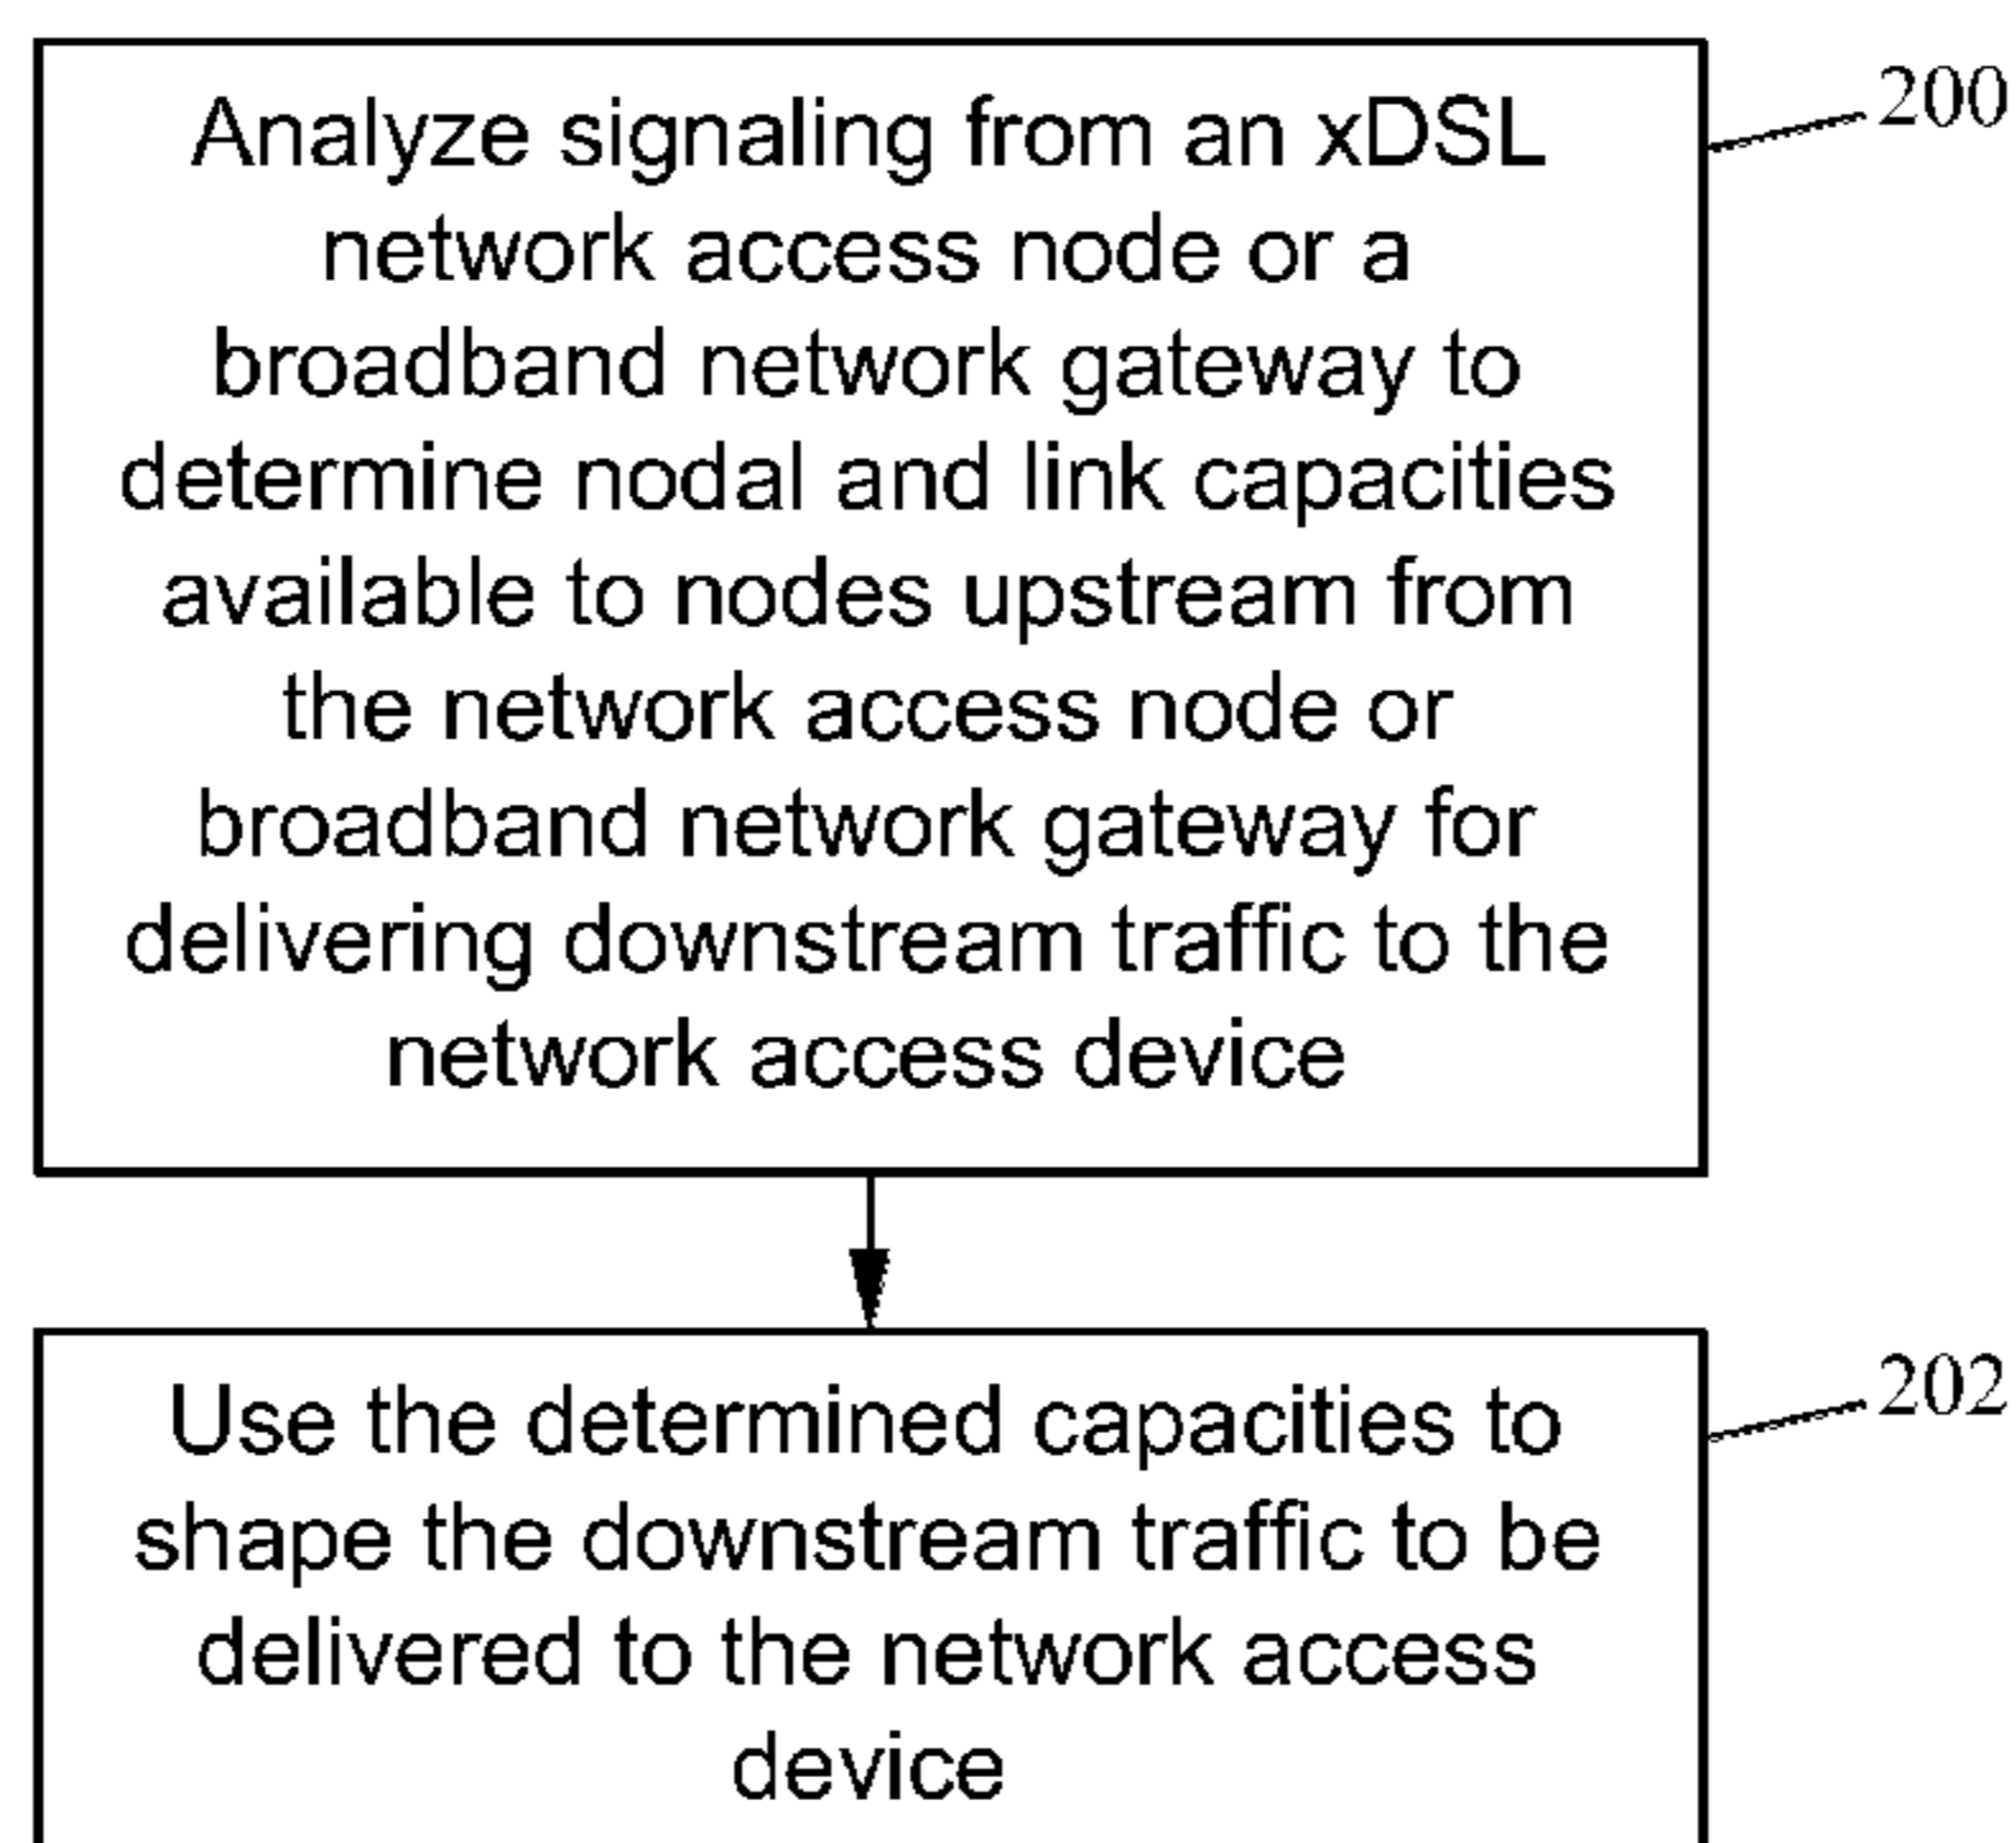 Analyze signaling from an xDSL
network access node or a
broadband network gateway to
determine nodal and link capacities
available to nodes upstream from
the network access node or
broadband network gateway for
delivering downstream traffic to the
network access device
200
Use the determined capacities to
shape the downstream traffic to be
delivered to the network access
device
202